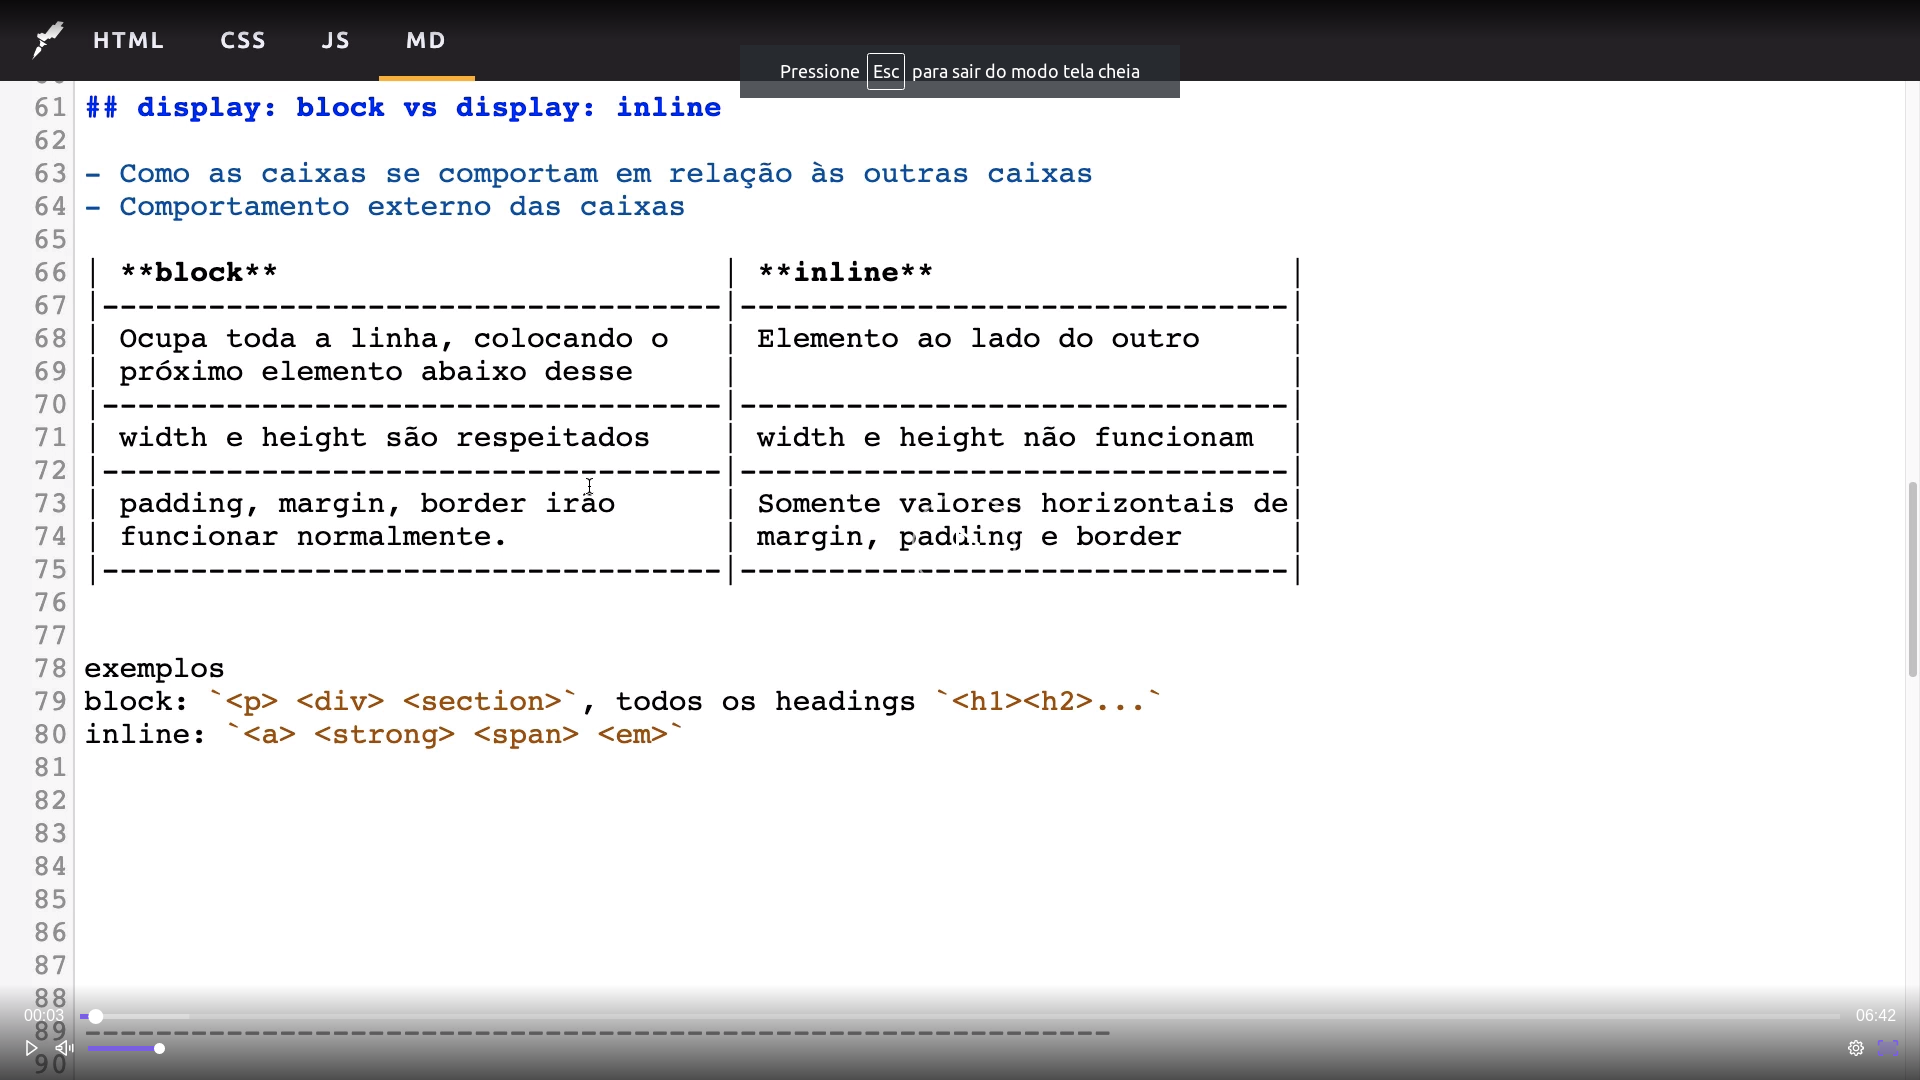 HTML CSS JS MD
Pressione Esc para sair do modo tela cheia
61 ## display: block vs display: inline
62
63 - Como as caixas se comportam em relação às outras caixas
64 - Comportamento externo das caixas
65
66 | **block** | **inline** |
67 |-----------------------------------|-------------------------------|
68 | Ocupa toda a linha, colocando o | Elemento ao lado do outro |
69 | próximo elemento abaixo desse | |
70 |-----------------------------------|-------------------------------|
71 | width e height são respeitados | width e height não funcionam |
72 |-----------------------------------|-------------------------------|
73 | padding, margin, border irão | Somente valores horizontais de|
74 | funcionar normalmente. | margin, padding e border |
75 |-----------------------------------|-------------------------------|
76
77
78 exemplos
79 block: `<p> <div> <section>`, todos os headings `<h1><h2>...`
80 inline: `<a> <strong> <span> <em>`
81
82
83
84
85
86
87
88
00:03 06:42
89 ----------------------------------------------------------
90